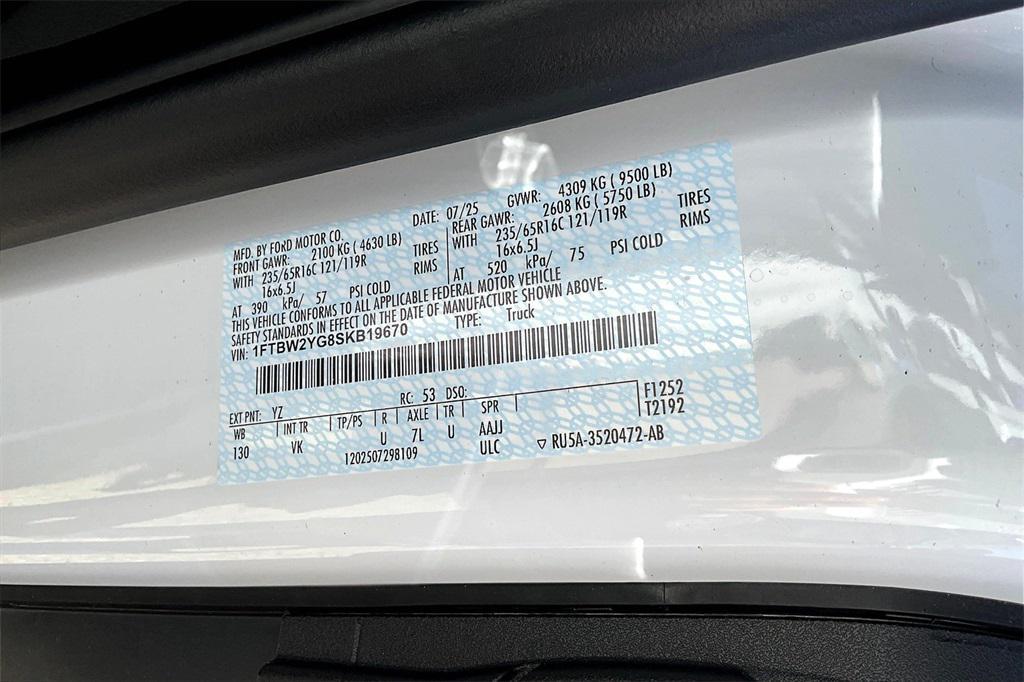 MFD. BY FORD MOTOR CO.
DATE: 07/25 GVWR: 4309 KG ( 9500 LB)
FRONT GAWR: 2100 KG ( 4630 LB) REAR GAWR: 2608 KG ( 5750 LB)
WITH 235/65R16C 121/119R TIRES WITH 235/65R16C 121/119R TIRES
16x6.5J RIMS 16x6.5J RIMS
AT 390 kPa/ 57 PSI COLD AT 520 kPa/ 75 PSI COLD
THIS VEHICLE CONFORMS TO ALL APPLICABLE FEDERAL MOTOR VEHICLE
SAFETY STANDARDS IN EFFECT ON THE DATE OF MANUFACTURE SHOWN ABOVE.
VIN: 1FTBW2YG8SKB19670 TYPE: Truck
EXT PNT: YZ RC: 53 DSO: F1252
WB INT TR TP/PS R AXLE TR SPR T2192
130 VK U 7L U AAJJ
1202507298109 ULC ▽ RU5A-3520472-AB